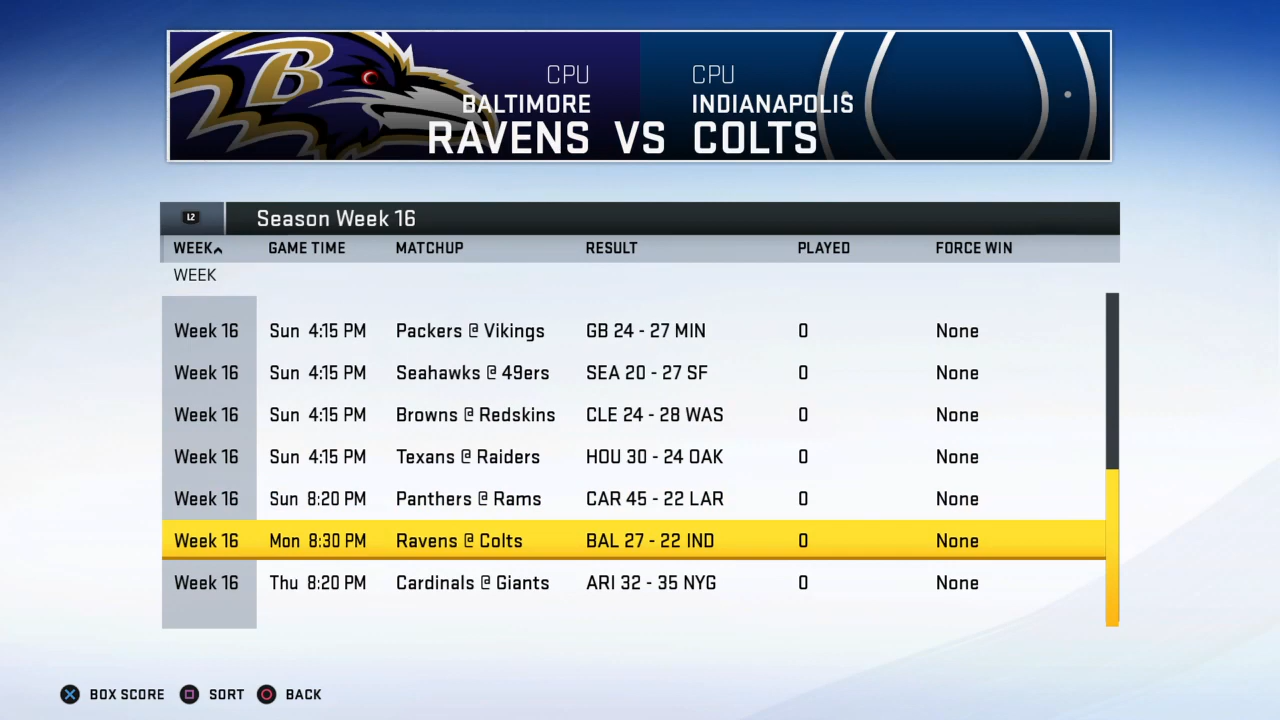 B
CPU CPU
BALTIMORE INDIANAPOLIS
RAVENS VS COLTS
L2 Season Week 16
WEEK GAME TIME MATCHUP RESULT PLAYED FORCE WIN
WEEK
Week 16 Sun 4:15 PM Packers @ Vikings GB 24 - 27 MIN 0 None
Week 16 Sun 4:15 PM Seahawks @ 49ers SEA 20 - 27 SF 0 None
Week 16 Sun 4:15 PM Browns @ Redskins CLE 24 - 28 WAS 0 None
Week 16 Sun 4:15 PM Texans @ Raiders HOU 30 - 24 OAK 0 None
Week 16 Sun 8:20 PM Panthers @ Rams CAR 45 - 22 LAR 0 None
Week 16 Mon 8:30 PM Ravens @ Colts BAL 27 - 22 IND 0 None
Week 16 Thu 8:20 PM Cardinals @ Giants ARI 32 - 35 NYG 0 None
BOX SCORE SORT BACK